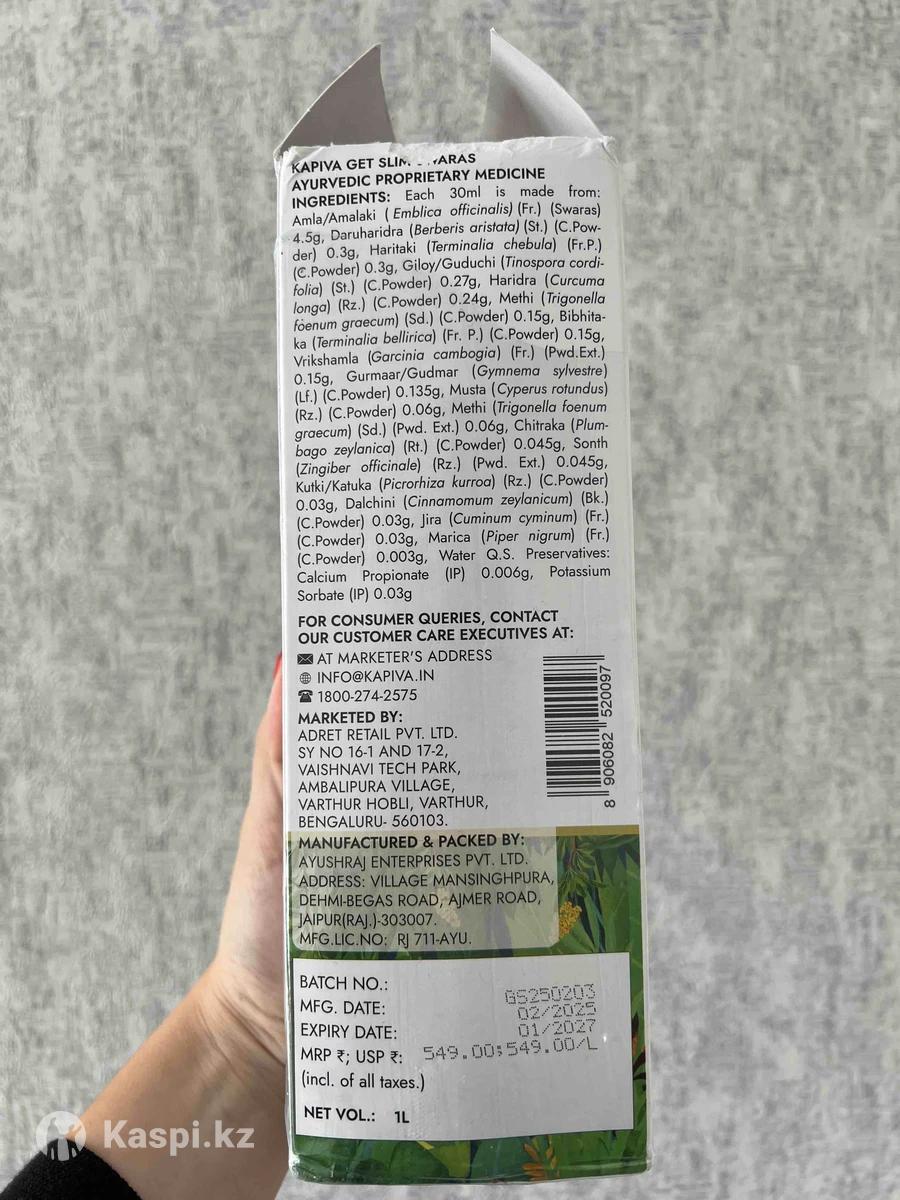 KAPIVA GET SLIM SWARAS
AYURVEDIC PROPRIETARY MEDICINE
INGREDIENTS: Each 30ml is made from:
Amla/Amalaki ( Emblica officinalis) (Fr.) (Swaras)
4.5g, Daruharidra (Berberis aristata) (St.) (C.Pow-
der) 0.3g, Haritaki (Terminalia chebula) (Fr.P.)
(C.Powder) 0.3g, Giloy/Guduchi (Tinospora cordi-
folia) (St.) (C.Powder) 0.27g, Haridra (Curcuma
longa) (Rz.) (C.Powder) 0.24g, Methi (Trigonella
foenum graecum) (Sd.) (C.Powder) 0.15g, Bibhita-
ka (Terminalia bellirica) (Fr. P.) (C.Powder) 0.15g,
Vrikshamla (Garcinia cambogia) (Fr.) (Pwd.Ext.)
0.15g, Gurmaar/Gudmar (Gymnema sylvestre)
(Lf.) (C.Powder) 0.135g, Musta (Cyperus rotundus)
(Rz.) (C.Powder) 0.06g, Methi (Trigonella foenum
graecum) (Sd.) (Pwd. Ext.) 0.06g, Chitraka (Plum-
bago zeylanica) (Rt.) (C.Powder) 0.045g, Sonth
(Zingiber officinale) (Rz.) (Pwd. Ext.) 0.045g,
Kutki/Katuka (Picrorhiza kurroa) (Rz.) (C.Powder)
0.03g, Dalchini (Cinnamomum zeylanicum) (Bk.)
(C.Powder) 0.03g, Jira (Cuminum cyminum) (Fr.)
(C.Powder) 0.03g, Marica (Piper nigrum) (Fr.)
(C.Powder) 0.003g, Water Q.S. Preservatives:
Calcium Propionate (IP) 0.006g, Potassium
Sorbate (IP) 0.03g
FOR CONSUMER QUERIES, CONTACT
OUR CUSTOMER CARE EXECUTIVES AT:
AT MARKETER'S ADDRESS
INFO@KAPIVA.IN
1800-274-2575
MARKETED BY:
ADRET RETAIL PVT. LTD.
SY NO 16-1 AND 17-2,
VAISHNAVI TECH PARK,
AMBALIPURA VILLAGE,
VARTHUR HOBLI, VARTHUR,
BENGALURU- 560103.
8 906082 520097
MANUFACTURED & PACKED BY:
AYUSHRAJ ENTERPRISES PVT. LTD.
ADDRESS: VILLAGE MANSINGHPURA,
DEHMI-BEGAS ROAD, AJMER ROAD,
JAIPUR(RAJ.)-303007.
MFG.LIC.NO: RJ 711-AYU.
BATCH NO.: GS250203
MFG. DATE: 02/2025
EXPIRY DATE: 01/2027
MRP ₹; USP ₹: 549.00;549.00/L
(incl. of all taxes.)
NET VOL.: 1L
Kaspi.kz